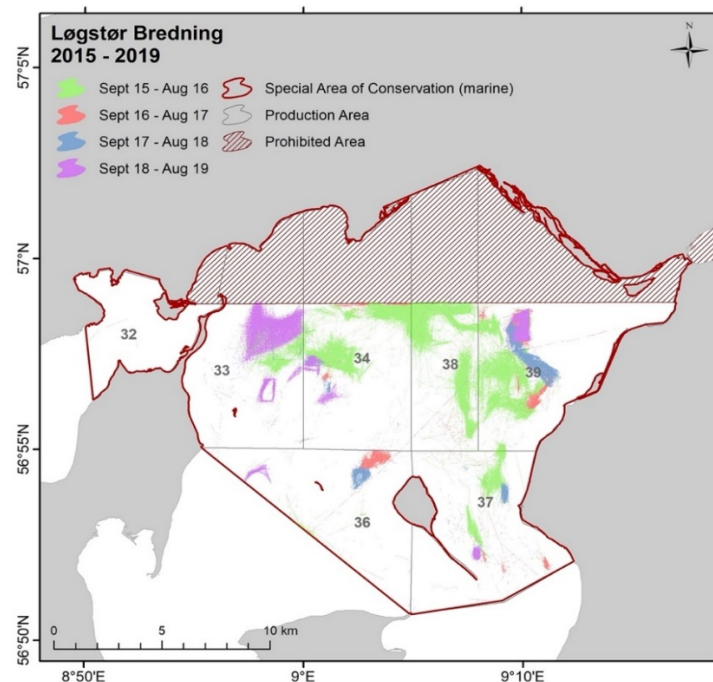 Løgstør Bredning
2015 - 2019
N
Sept 15 - Aug 16
Special Area of Conservation (marine)
Sept 16 - Aug 17
Production Area
Sept 17 - Aug 18
Prohibited Area
Sept 18 - Aug 19
57°5'N
57°0'N
56°55'N
56°50'N
32
33
34
38
39
36
37
0 5 10 km
8°50'E 9°0'E 9°10'E